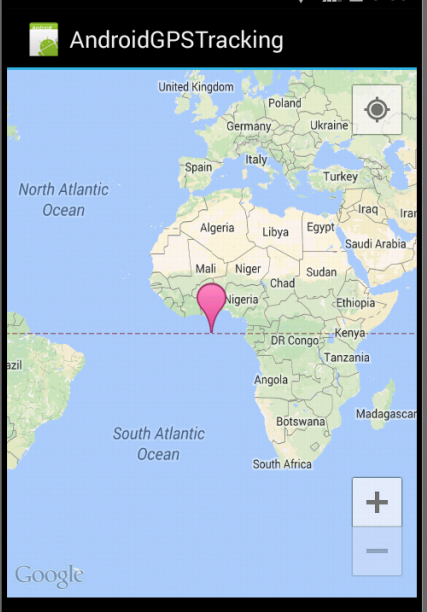 Android
AndroidGPSTracking
United Kingdom
Poland
Germany
Ukraine
Spain
Italy
Turkey
North Atlantic
Ocean
Iraq
Iran
Algeria
Libya
Egypt
Saudi Arabia
Mali
Niger
Chad
Sudan
Nigeria
Ethiopia
DR Congo
Kenya
azil
Tanzania
Angola
Botswana
Madagascar
South Atlantic
Ocean
South Africa
+
−
Google